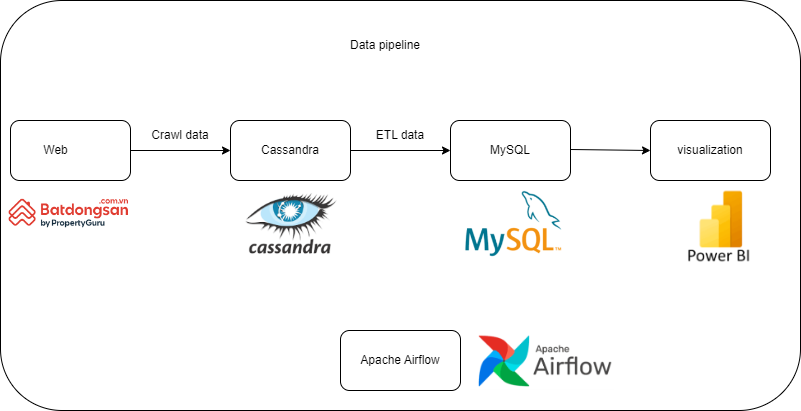 Data pipeline
Web
Crawl data
Cassandra
ETL data
MySQL
visualization
.com.vn
Batdongsan
by PropertyGuru
cassandra
MySQL™
Power BI
Apache Airflow
Apache
Airflow